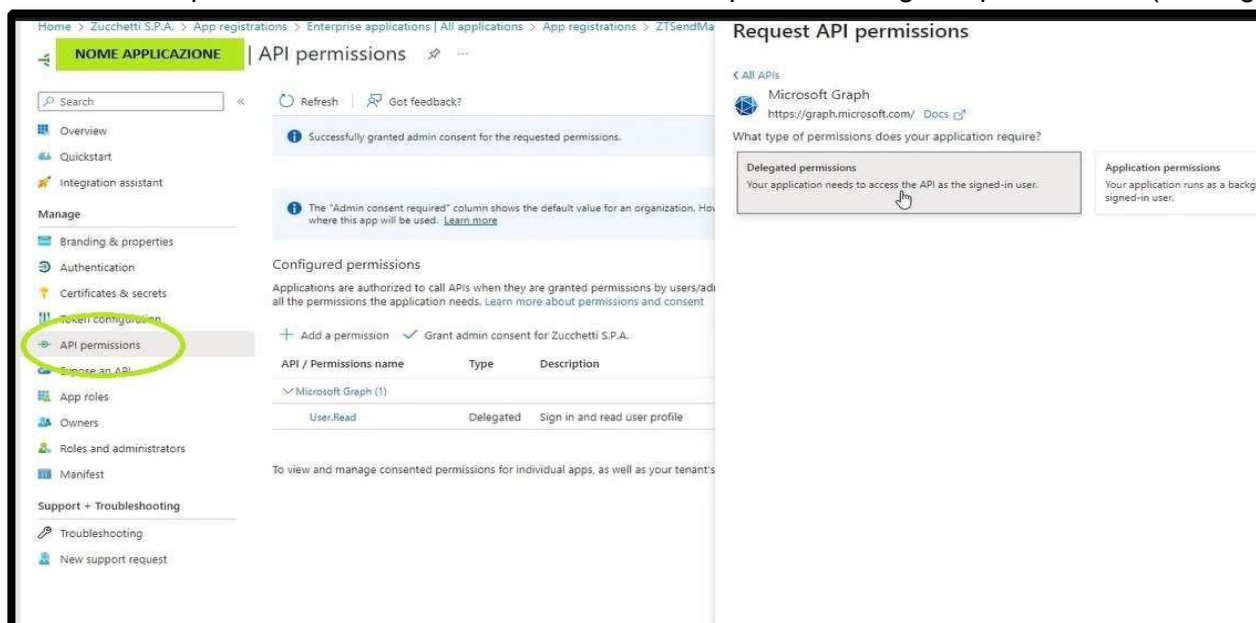 Home > Zucchetti S.P.A. > App registrations > Enterprise applications | All applications > App registrations > ZTSendMa
NOME APPLICAZIONE | API permissions
Search
Overview
Quickstart
Integration assistant
Manage
Branding & properties
Authentication
Certificates & secrets
Token configuration
API permissions
Expose an API
App roles
Owners
Roles and administrators
Manifest
Support + Troubleshooting
Troubleshooting
New support request
Refresh | Got feedback?
Successfully granted admin consent for the requested permissions.
The "Admin consent required" column shows the default value for an organization. How
where this app will be used. Learn more
Configured permissions
Applications are authorized to call APIs when they are granted permissions by users/adı
all the permissions the application needs. Learn more about permissions and consent
Add a permission Grant admin consent for Zucchetti S.P.A.
API / Permissions name Type Description
Microsoft Graph (1)
User.Read Delegated Sign in and read user profile
To view and manage consented permissions for individual apps, as well as your tenant's
Request API permissions
All APIs
Microsoft Graph
https://graph.microsoft.com/ Docs
What type of permissions does your application require?
Delegated permissions
Your application needs to access the API as the signed-in user.
Application permissions
Your application runs as a backg
signed-in user.